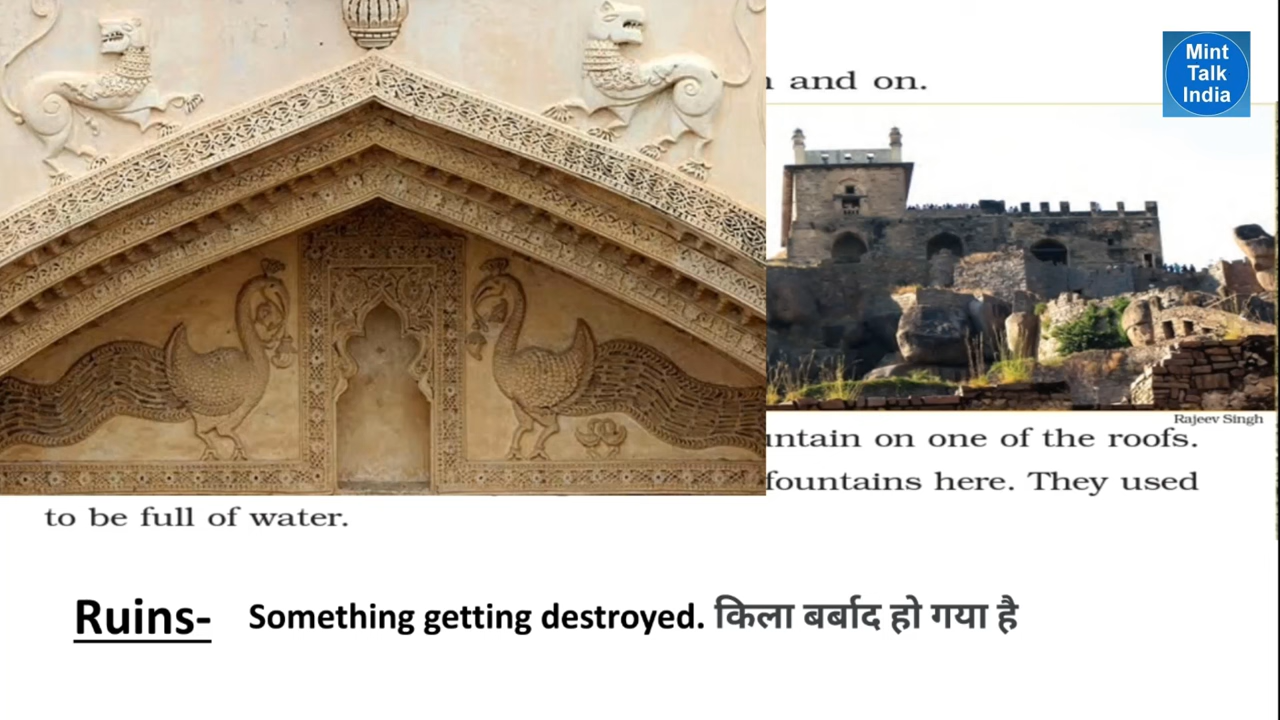 and on.
Mint
Talk
India
Rajeev Singh
on one of the roofs.
fountains here. They used
to be full of water.
Ruins- Something getting destroyed. किला बर्बाद हो गया है